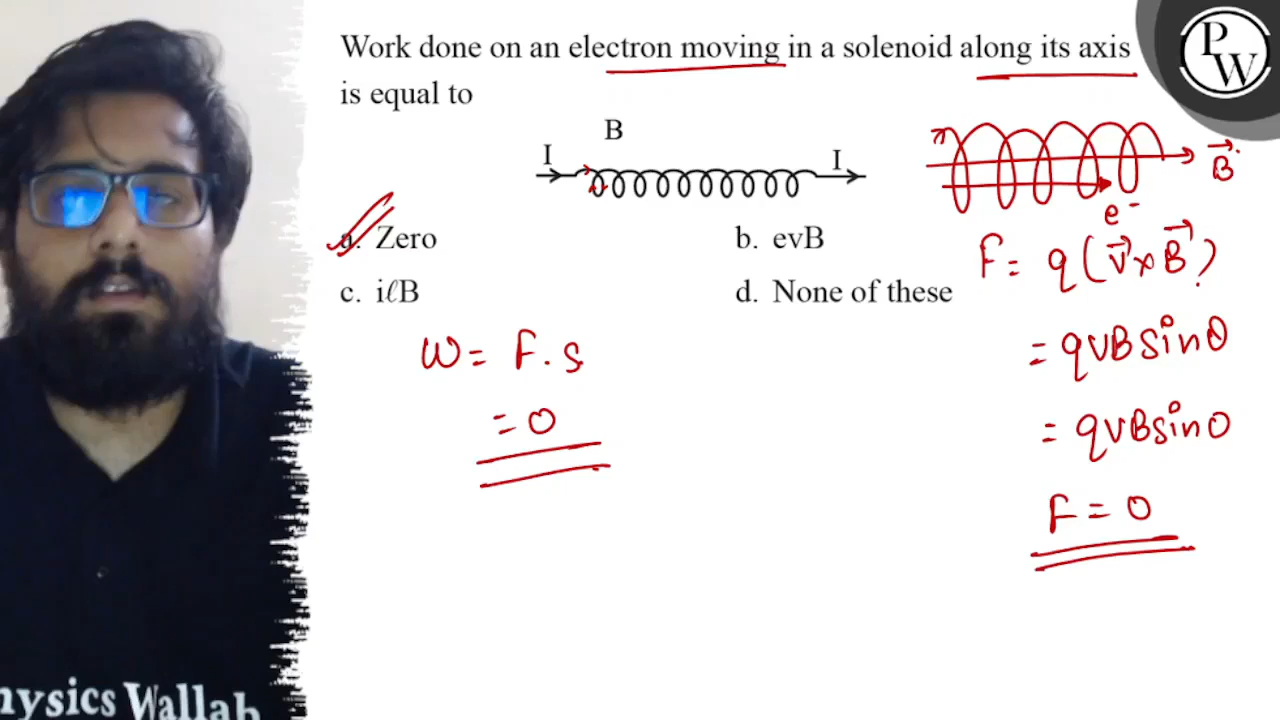 Work done on an electron moving in a solenoid along its axis
is equal to
B
I
I
B
e-
a. Zero
b. evB
c. iℓB
d. None of these
F = q(v×B)
= qvBsinθ
= qvBsin0
F = 0
W = F.s
= 0
PW
hysics Wallah